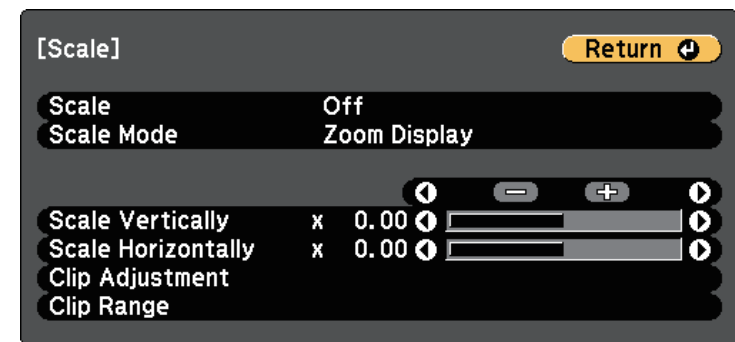 [Scale] Return
Scale Off
Scale Mode Zoom Display
Scale Vertically x 0.00
Scale Horizontally x 0.00
Clip Adjustment
Clip Range